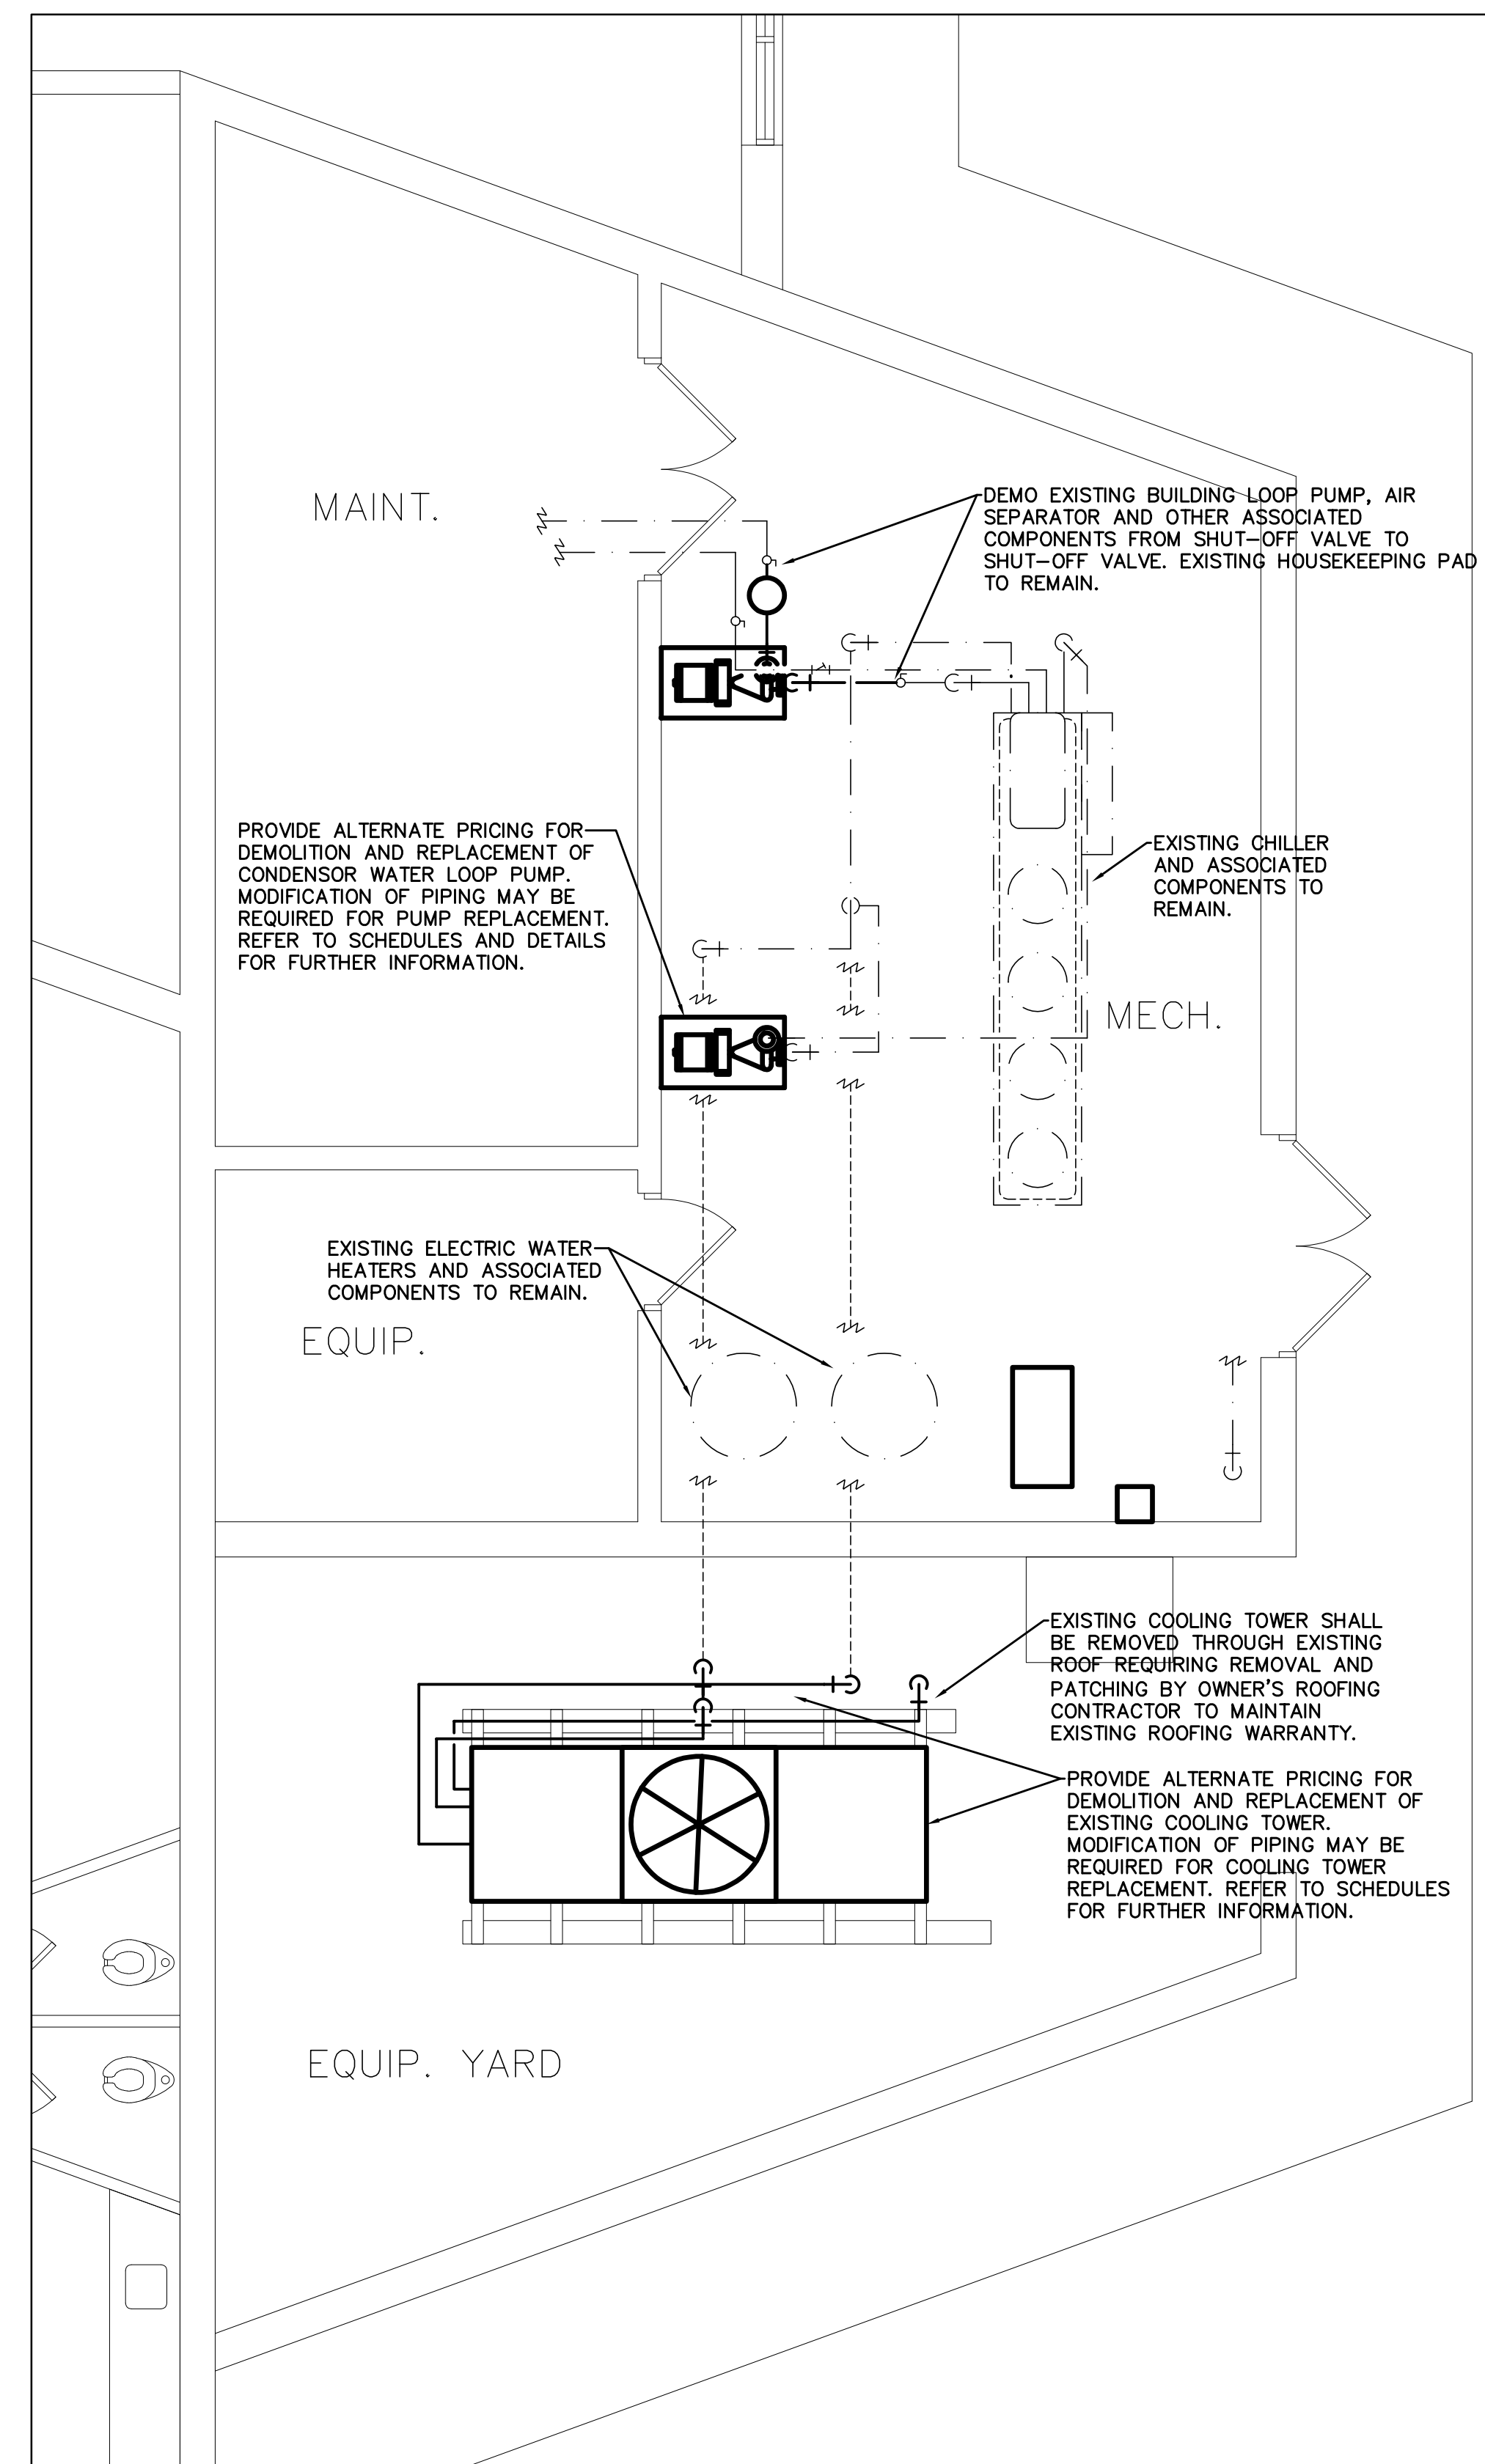 MAINT.
DEMO EXISTING BUILDING LOOP PUMP, AIR
SEPARATOR AND OTHER ASSOCIATED
COMPONENTS FROM SHUT-OFF VALVE TO
SHUT-OFF VALVE. EXISTING HOUSEKEEPING PAD
TO REMAIN.
PROVIDE ALTERNATE PRICING FOR
DEMOLITION AND REPLACEMENT OF
CONDENSOR WATER LOOP PUMP.
MODIFICATION OF PIPING MAY BE
REQUIRED FOR PUMP REPLACEMENT.
REFER TO SCHEDULES AND DETAILS
FOR FURTHER INFORMATION.
EXISTING CHILLER
AND ASSOCIATED
COMPONENTS TO
REMAIN.
MECH.
EXISTING ELECTRIC WATER
HEATERS AND ASSOCIATED
COMPONENTS TO REMAIN.
EQUIP.
EXISTING COOLING TOWER SHALL
BE REMOVED THROUGH EXISTING
ROOF REQUIRING REMOVAL AND
PATCHING BY OWNER'S ROOFING
CONTRACTOR TO MAINTAIN
EXISTING ROOFING WARRANTY.
PROVIDE ALTERNATE PRICING FOR
DEMOLITION AND REPLACEMENT OF
EXISTING COOLING TOWER.
MODIFICATION OF PIPING MAY BE
REQUIRED FOR COOLING TOWER
REPLACEMENT. REFER TO SCHEDULES
FOR FURTHER INFORMATION.
EQUIP. YARD